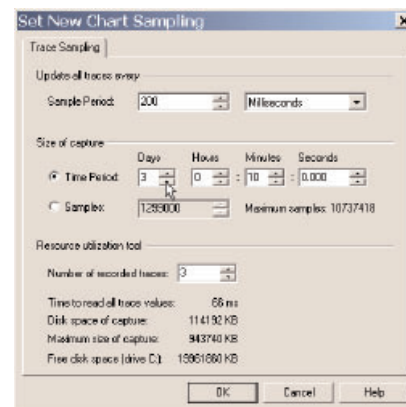 Set New Chart Sampling
Trace Sampling
Update all traces every
Sample Period: 200 Milliseconds
Size of capture
Days Hours Minutes Seconds
Time Period: 3 0 : 10 : 0.000
Samples: 1299000 Maximum samples: 10737418
Resource utilization tool
Number of recorded traces: 3
Time to read all trace values: 66 ms
Disk space of capture: 114192 KB
Maximum size of capture: 943740 KB
Free disk space (drive C:): 19961860 KB
OK Cancel Help